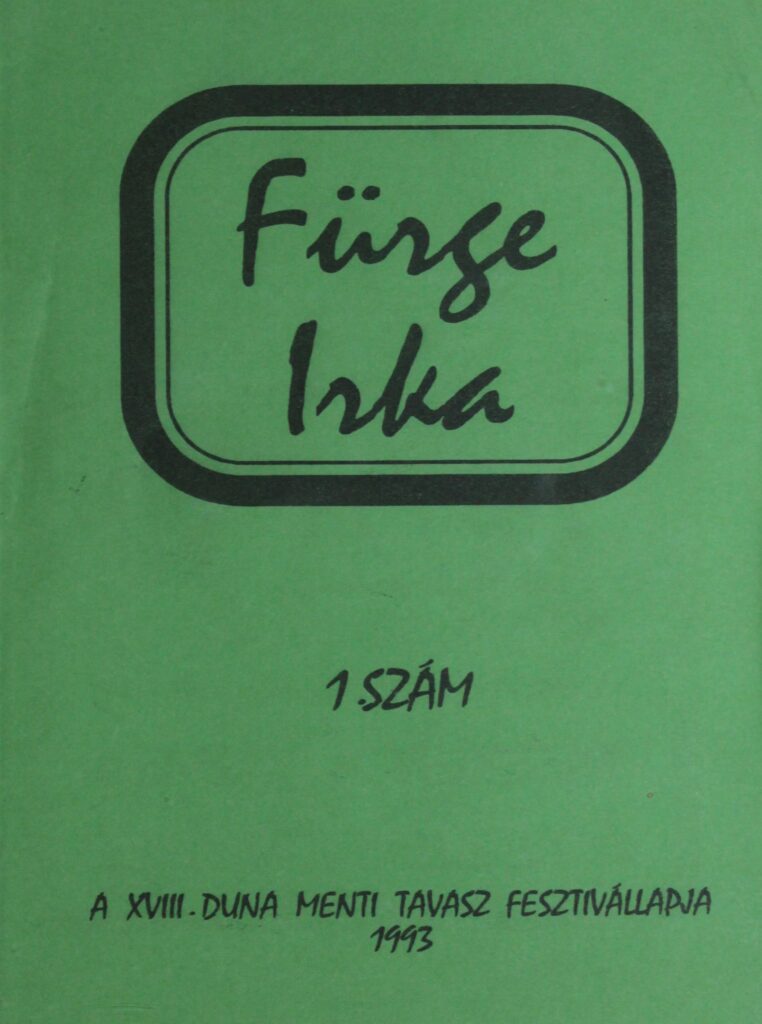 Fürge
Irka
1.SZÁM
A XVIII. DUNA MENTI TAVASZ FESZTIVÁLLAPJA
1993